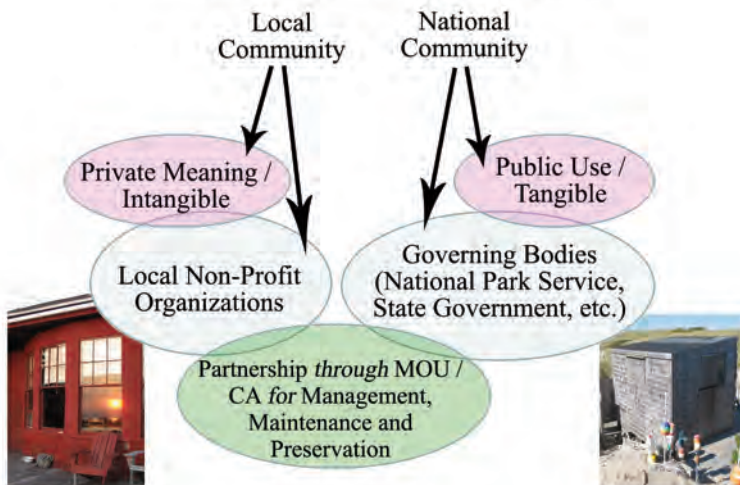 Local
Community
National
Community
Private Meaning /
Intangible
Public Use /
Tangible
Local Non-Profit
Organizations
Governing Bodies
(National Park Service,
State Government, etc.)
Partnership through MOU /
CA for Management,
Maintenance and
Preservation